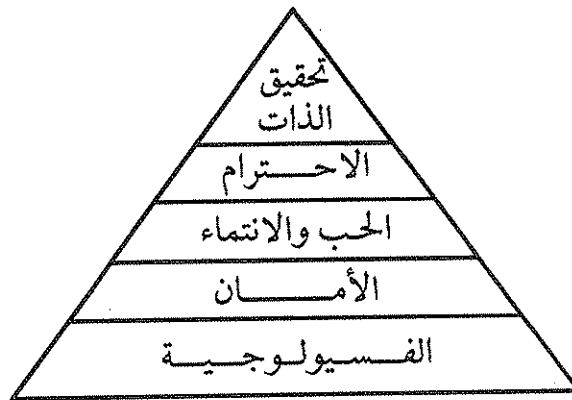 تحقيق
الذات
الاحترام
الحب والانتماء
الأمان
الفسيولوجية